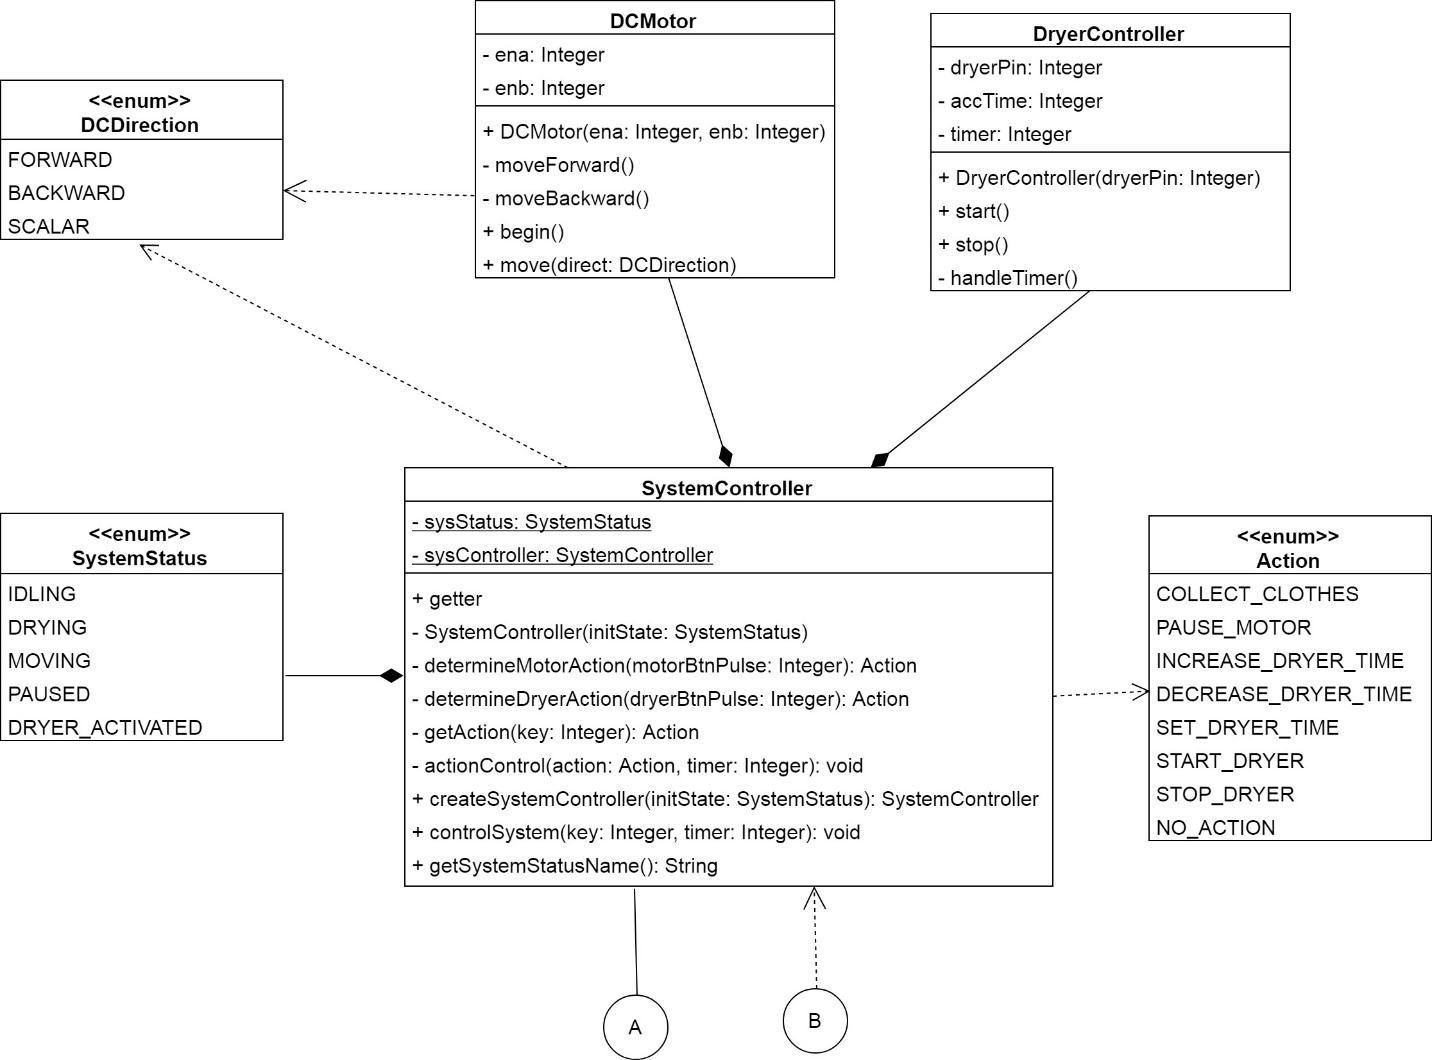 DCMotor
- ena: Integer
- enb: Integer
+ DCMotor(ena: Integer, enb: Integer)
- moveForward()
- moveBackward()
+ begin()
+ move(direct: DCDirection)
DryerController
- dryerPin: Integer
- accTime: Integer
- timer: Integer
+ DryerController(dryerPin: Integer)
+ start()
+ stop()
- handleTimer()
<<enum>>
DCDirection
FORWARD
BACKWARD
SCALAR
SystemController
- sysStatus: SystemStatus
- sysController: SystemController
+ getter
- SystemController(initState: SystemStatus)
- determineMotorAction(motorBtnPulse: Integer): Action
- determineDryerAction(dryerBtnPulse: Integer): Action
- getAction(key: Integer): Action
- actionControl(action: Action, timer: Integer): void
+ createSystemController(initState: SystemStatus): SystemController
+ controlSystem(key: Integer, timer: Integer): void
+ getSystemStatusName(): String
<<enum>>
SystemStatus
IDLING
DRYING
MOVING
PAUSED
DRYER_ACTIVATED
<<enum>>
Action
COLLECT_CLOTHES
PAUSE_MOTOR
INCREASE_DRYER_TIME
DECREASE_DRYER_TIME
SET_DRYER_TIME
START_DRYER
STOP_DRYER
NO_ACTION
A
B